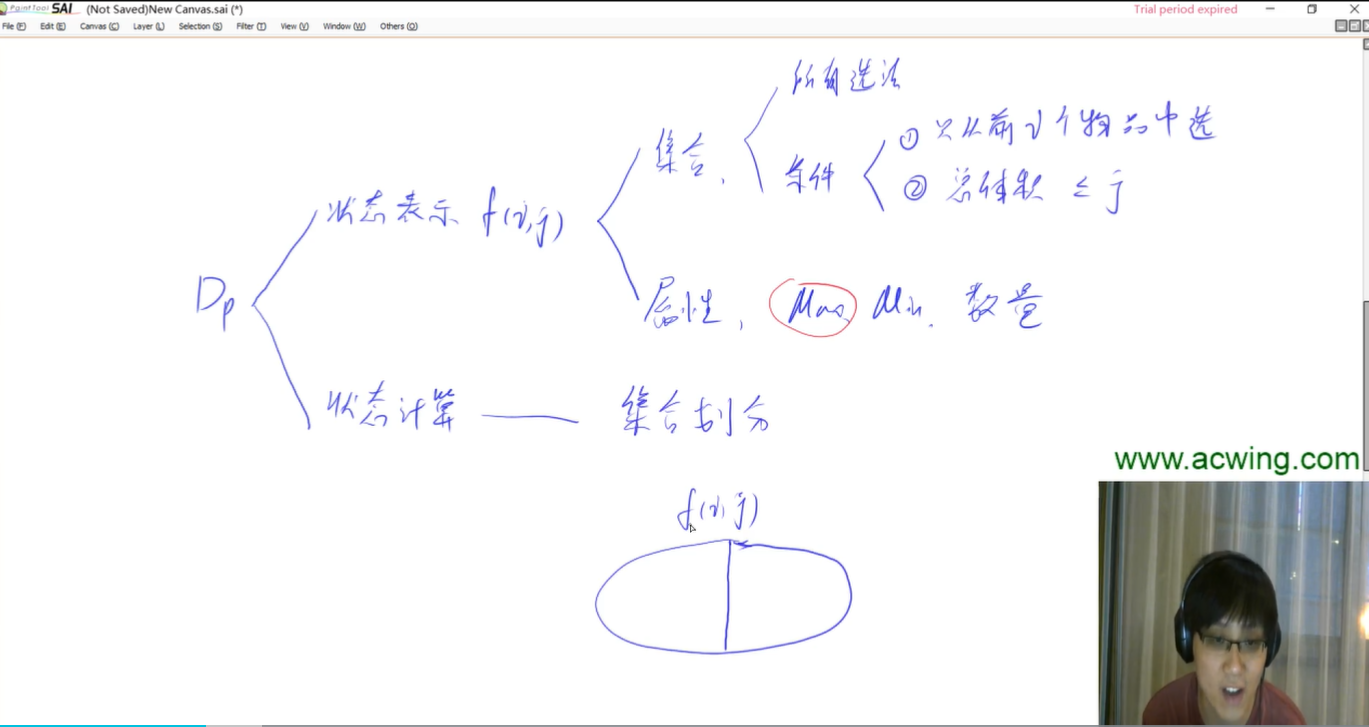 PaintTool SAI (Not Saved)New Canvas.sai (*) Trial period expired
File (F) Edit (E) Canvas (C) Layer (L) Selection (S) Filter (T) View (V) Window (W) Others (O)
所有选法
集合.
条件
① 只从前i个物品中选
② 总体积 ≤ j
状态表示 f(i,j)
Dp
属性. Max Min. 数量
状态计算
集合划分
www.acwing.com
f(i,j)